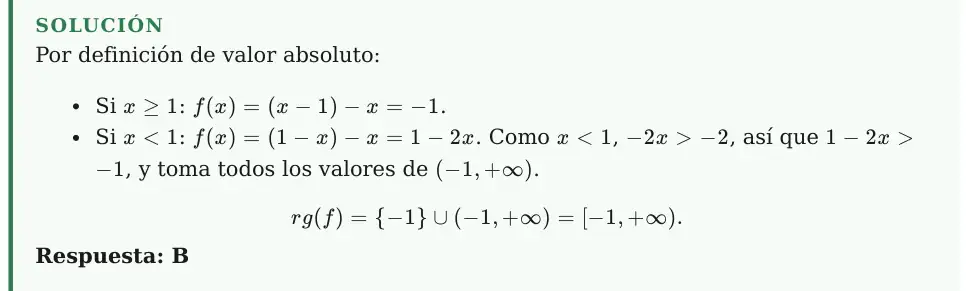 SOLUCIÓN
Por definición de valor absoluto:
• Si x ≥ 1: f(x) = (x − 1) − x = −1.
• Si x < 1: f(x) = (1 − x) − x = 1 − 2x. Como x < 1, −2x > −2, así que 1 − 2x >
−1, y toma todos los valores de (−1, +∞).
rg(f) = {−1} ∪ (−1, +∞) = [−1, +∞).
Respuesta: B